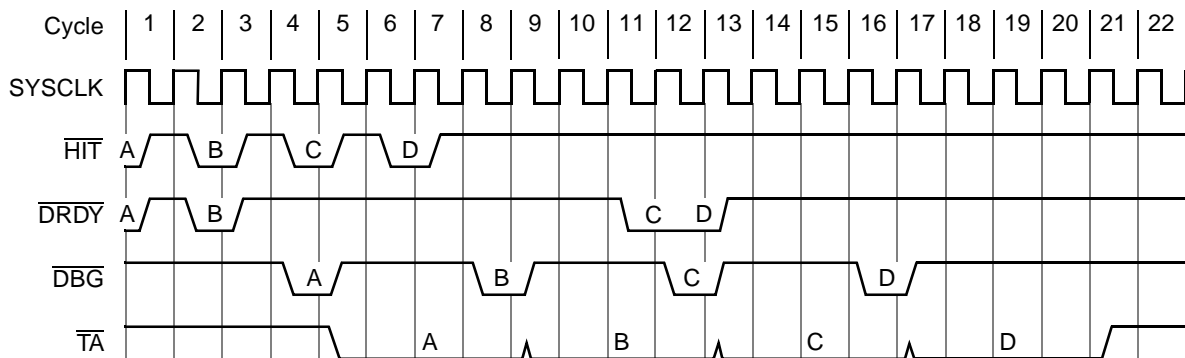 Cycle 1 2 3 4 5 6 7 8 9 10 11 12 13 14 15 16 17 18 19 20 21 22
SYSCLK
HIT A B C D
DRDY A B C D
DBG A B C D
TA A B C D